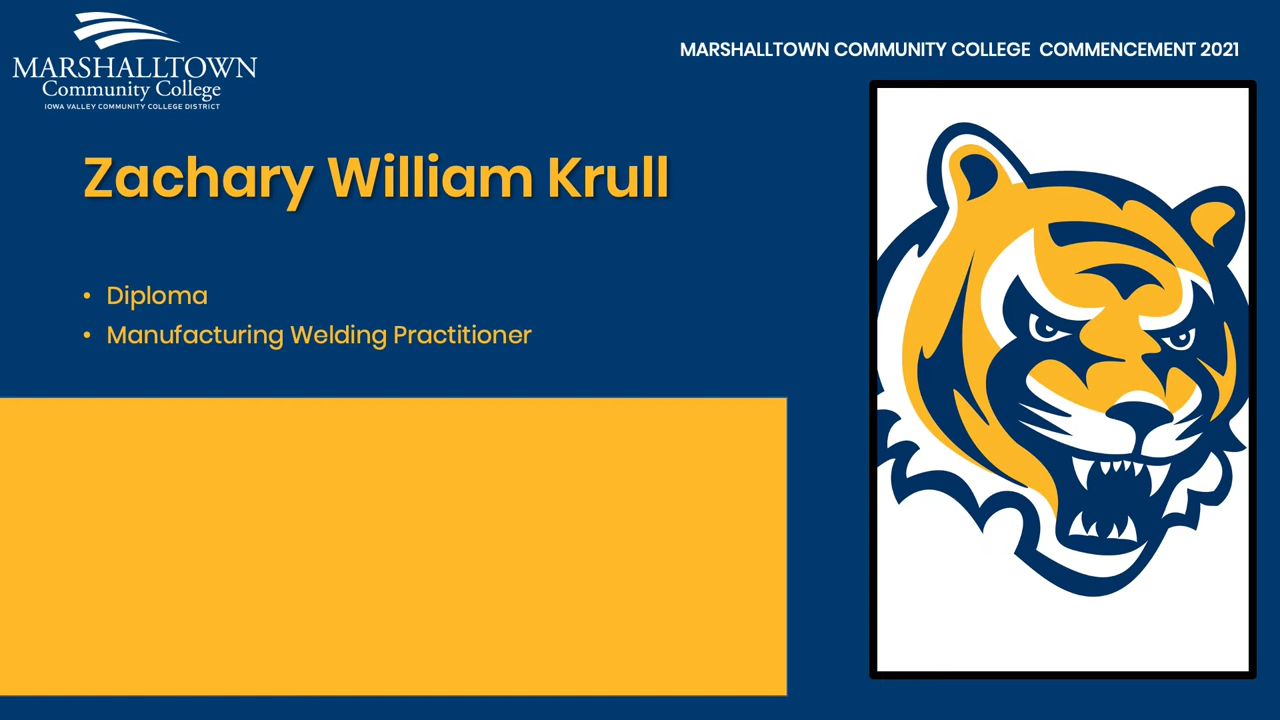 MARSHALLTOWN
Community College
IOWA VALLEY COMMUNITY COLLEGE DISTRICT
MARSHALLTOWN COMMUNITY COLLEGE  COMMENCEMENT 2021
Zachary William Krull
• Diploma
• Manufacturing Welding Practitioner